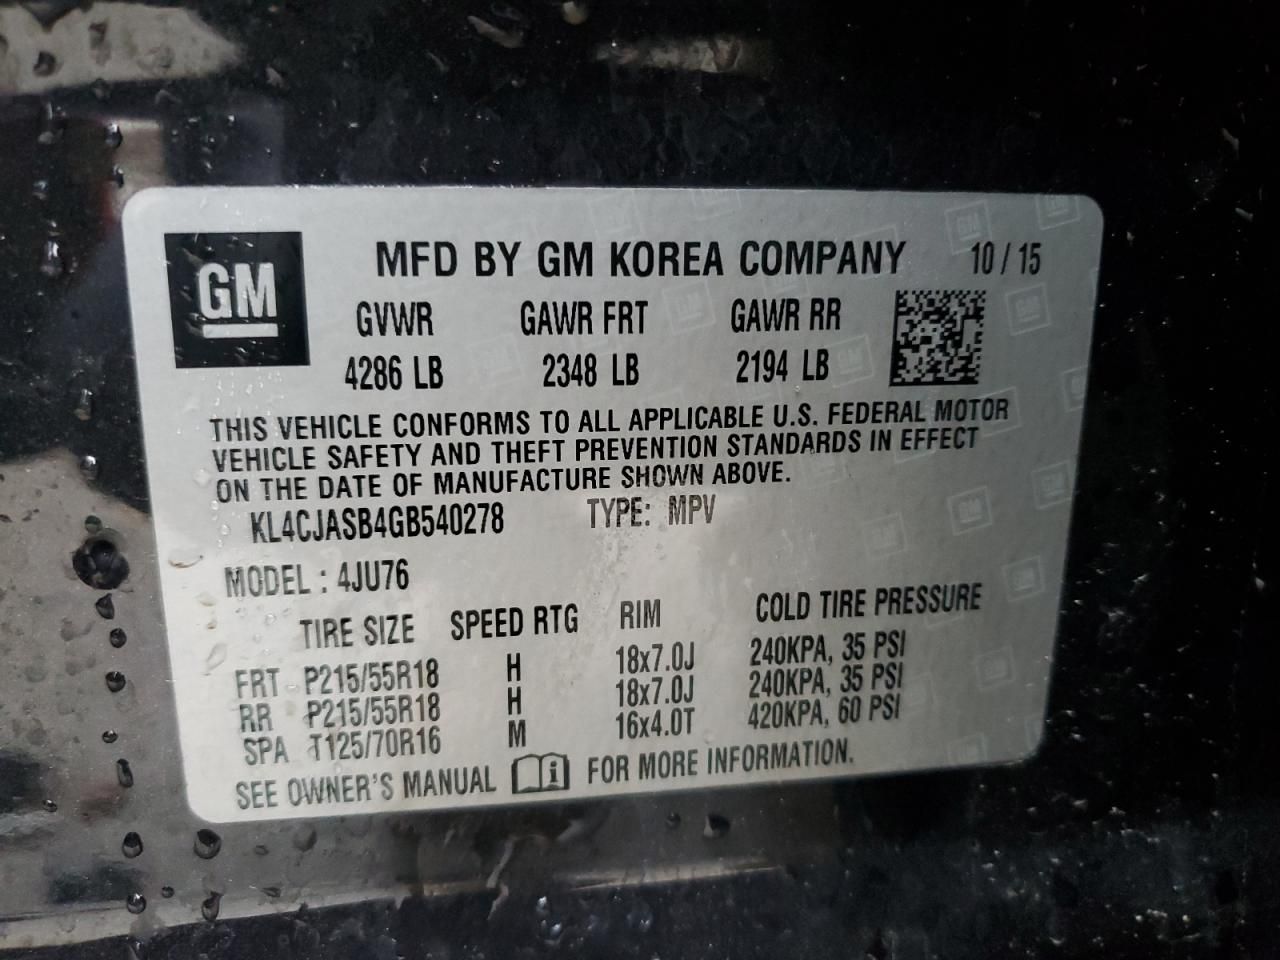 GM
MFD BY GM KOREA COMPANY 10/15
GVWR GAWR FRT GAWR RR
4286 LB 2348 LB 2194 LB
THIS VEHICLE CONFORMS TO ALL APPLICABLE U.S. FEDERAL MOTOR
VEHICLE SAFETY AND THEFT PREVENTION STANDARDS IN EFFECT
ON THE DATE OF MANUFACTURE SHOWN ABOVE.
KL4CJASB4GB540278 TYPE: MPV
MODEL : 4JU76
TIRE SIZE SPEED RTG RIM COLD TIRE PRESSURE
FRT P215/55R18 H 18x7.0J 240KPA, 35 PSI
RR P215/55R18 H 18x7.0J 240KPA, 35 PSI
SPA T125/70R16 M 16x4.0T 420KPA, 60 PSI
SEE OWNER'S MANUAL FOR MORE INFORMATION.